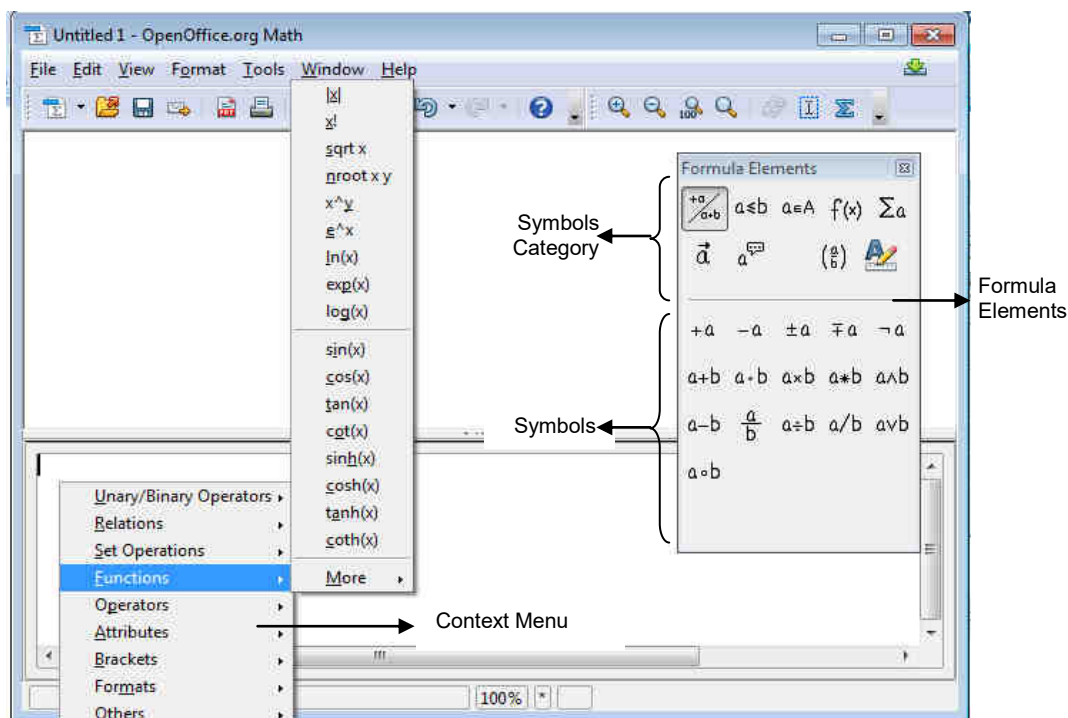 Untitled 1 - OpenOffice.org Math
File Edit View Format Tools Window Help
100
|x|
x!
sqrt x
nroot x y
x^y
e^x
ln(x)
exp(x)
log(x)
sin(x)
cos(x)
tan(x)
cot(x)
sinh(x)
cosh(x)
tanh(x)
coth(x)
More
Symbols
Category
Formula Elements
+a/a+b a≤b a∈A f(x) Σa
a⃗ a (a/b) A
Formula
Elements
+a −a ±a ∓a ¬a
a+b a·b a×b a∗b a∧b
Symbols
a−b a/b a÷b a/b a∨b
a∘b
Unary/Binary Operators
Relations
Set Operations
Functions
Operators
Attributes
Brackets
Formats
Others
Context Menu
100% *